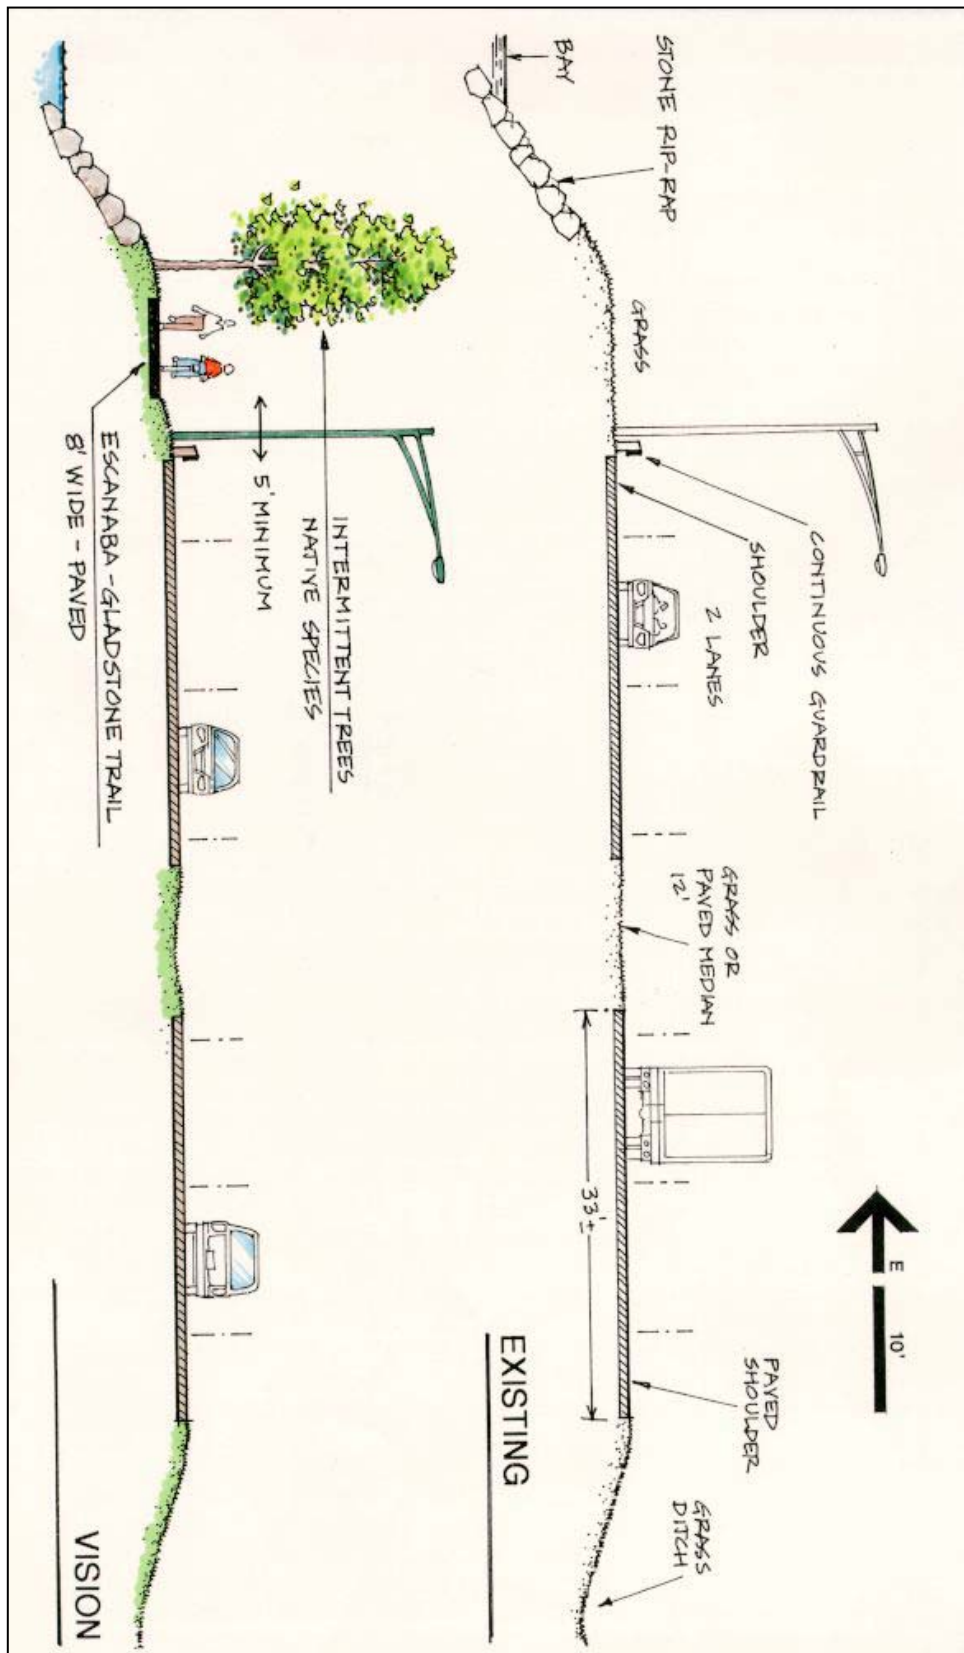 STONE RIP-RAP
BAY
GRASS
CONTINUOUS GUARDRAIL
SHOULDER
2 LANES
GRASS OR
PAVED MEDIAN
12'
33'±
E
10'
PAVED
SHOULDER
GRASS
DITCH
EXISTING
INTERMITTENT TREES
NATIVE SPECIES
5' MINIMUM
ESCANABA-GLADSTONE TRAIL
8' WIDE - PAVED
VISION